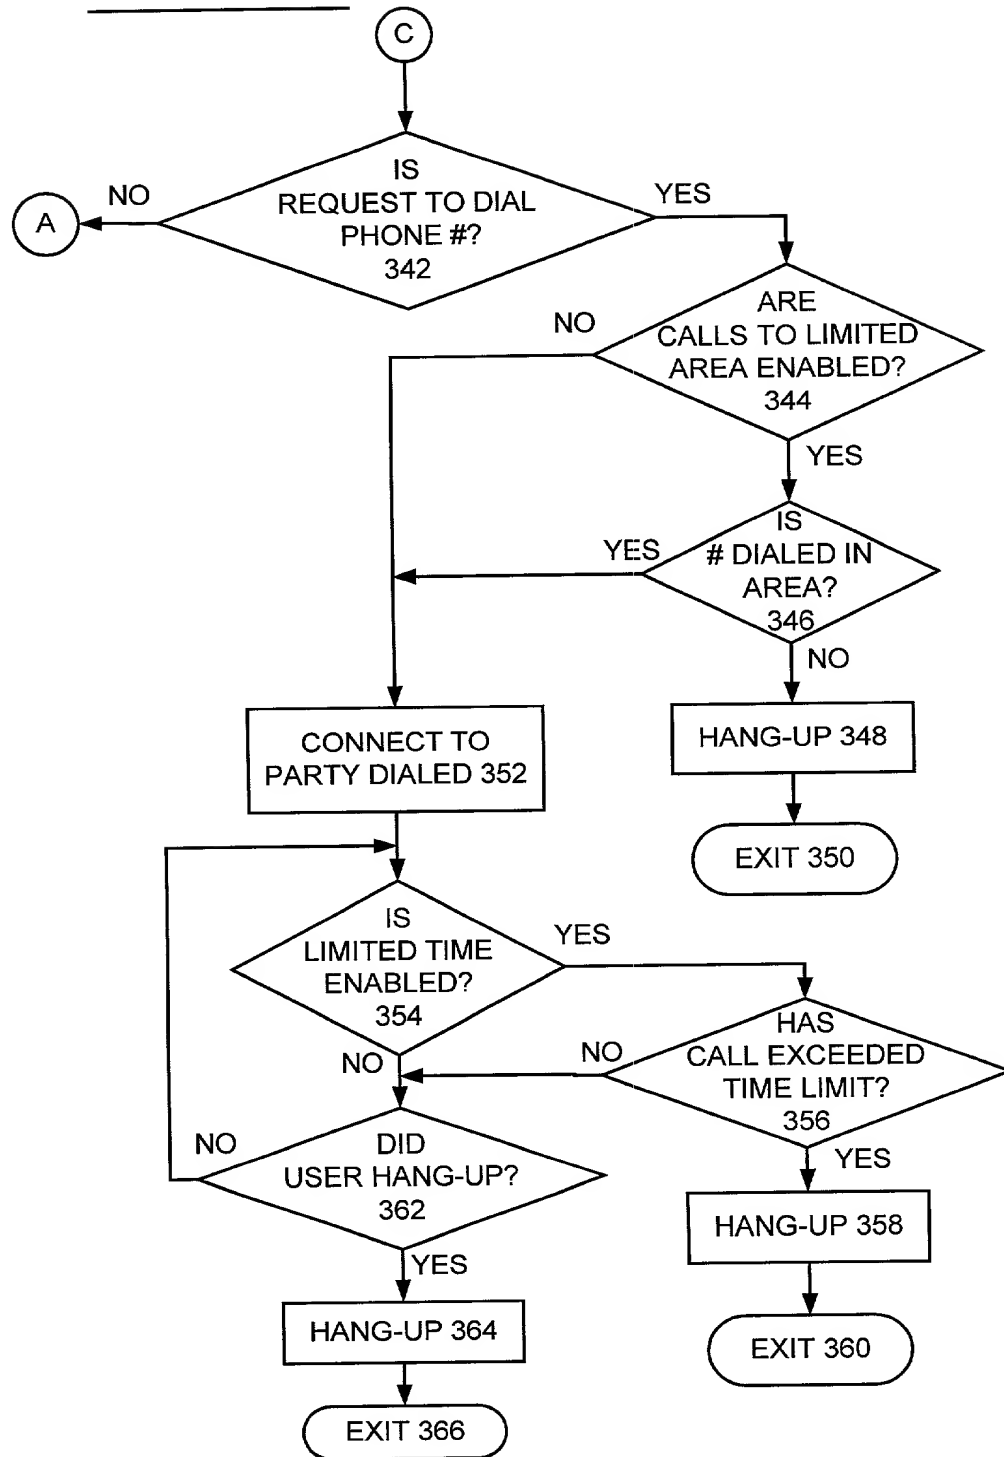 C
IS
REQUEST TO DIAL
PHONE #?
342
NO
YES
A
ARE
CALLS TO LIMITED
AREA ENABLED?
344
NO
YES
IS
# DIALED IN
AREA?
346
YES
NO
HANG-UP 348
EXIT 350
CONNECT TO
PARTY DIALED 352
IS
LIMITED TIME
ENABLED?
354
YES
NO
HAS
CALL EXCEEDED
TIME LIMIT?
356
NO
YES
HANG-UP 358
EXIT 360
DID
USER HANG-UP?
362
NO
YES
HANG-UP 364
EXIT 366